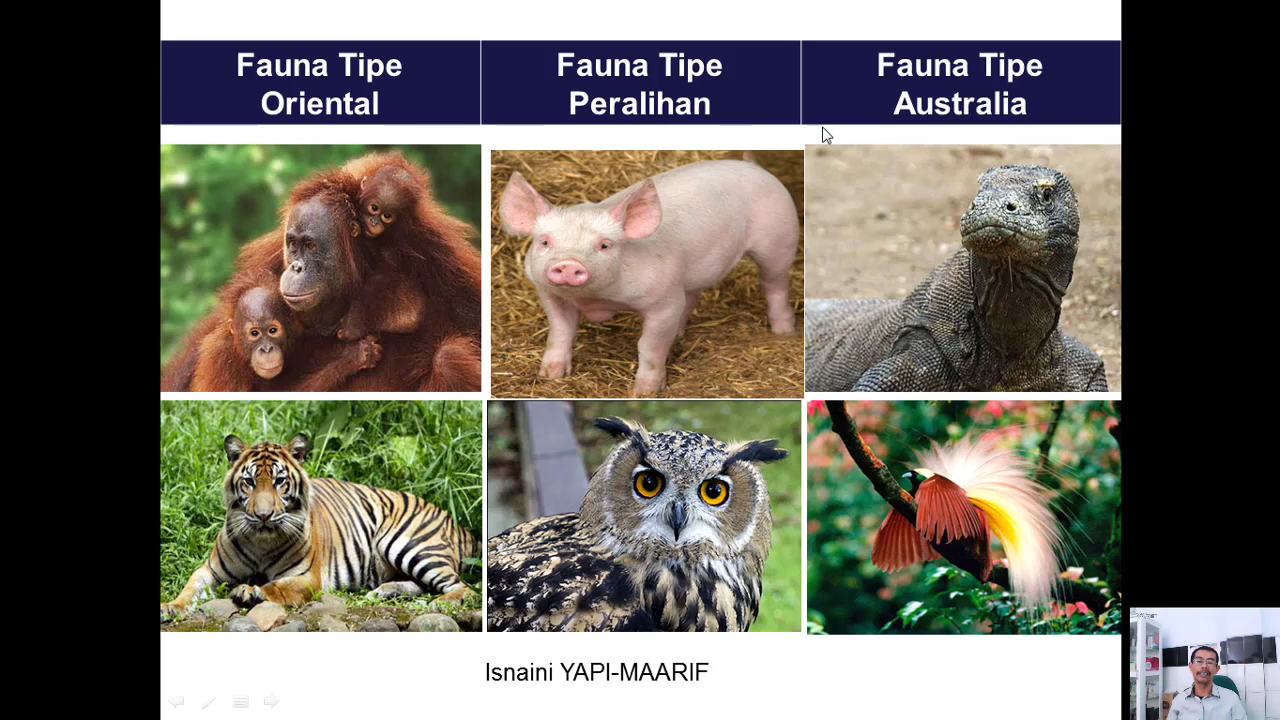 Fauna Tipe
Oriental
Fauna Tipe
Peralihan
Fauna Tipe
Australia
Isnaini YAPI-MAARIF